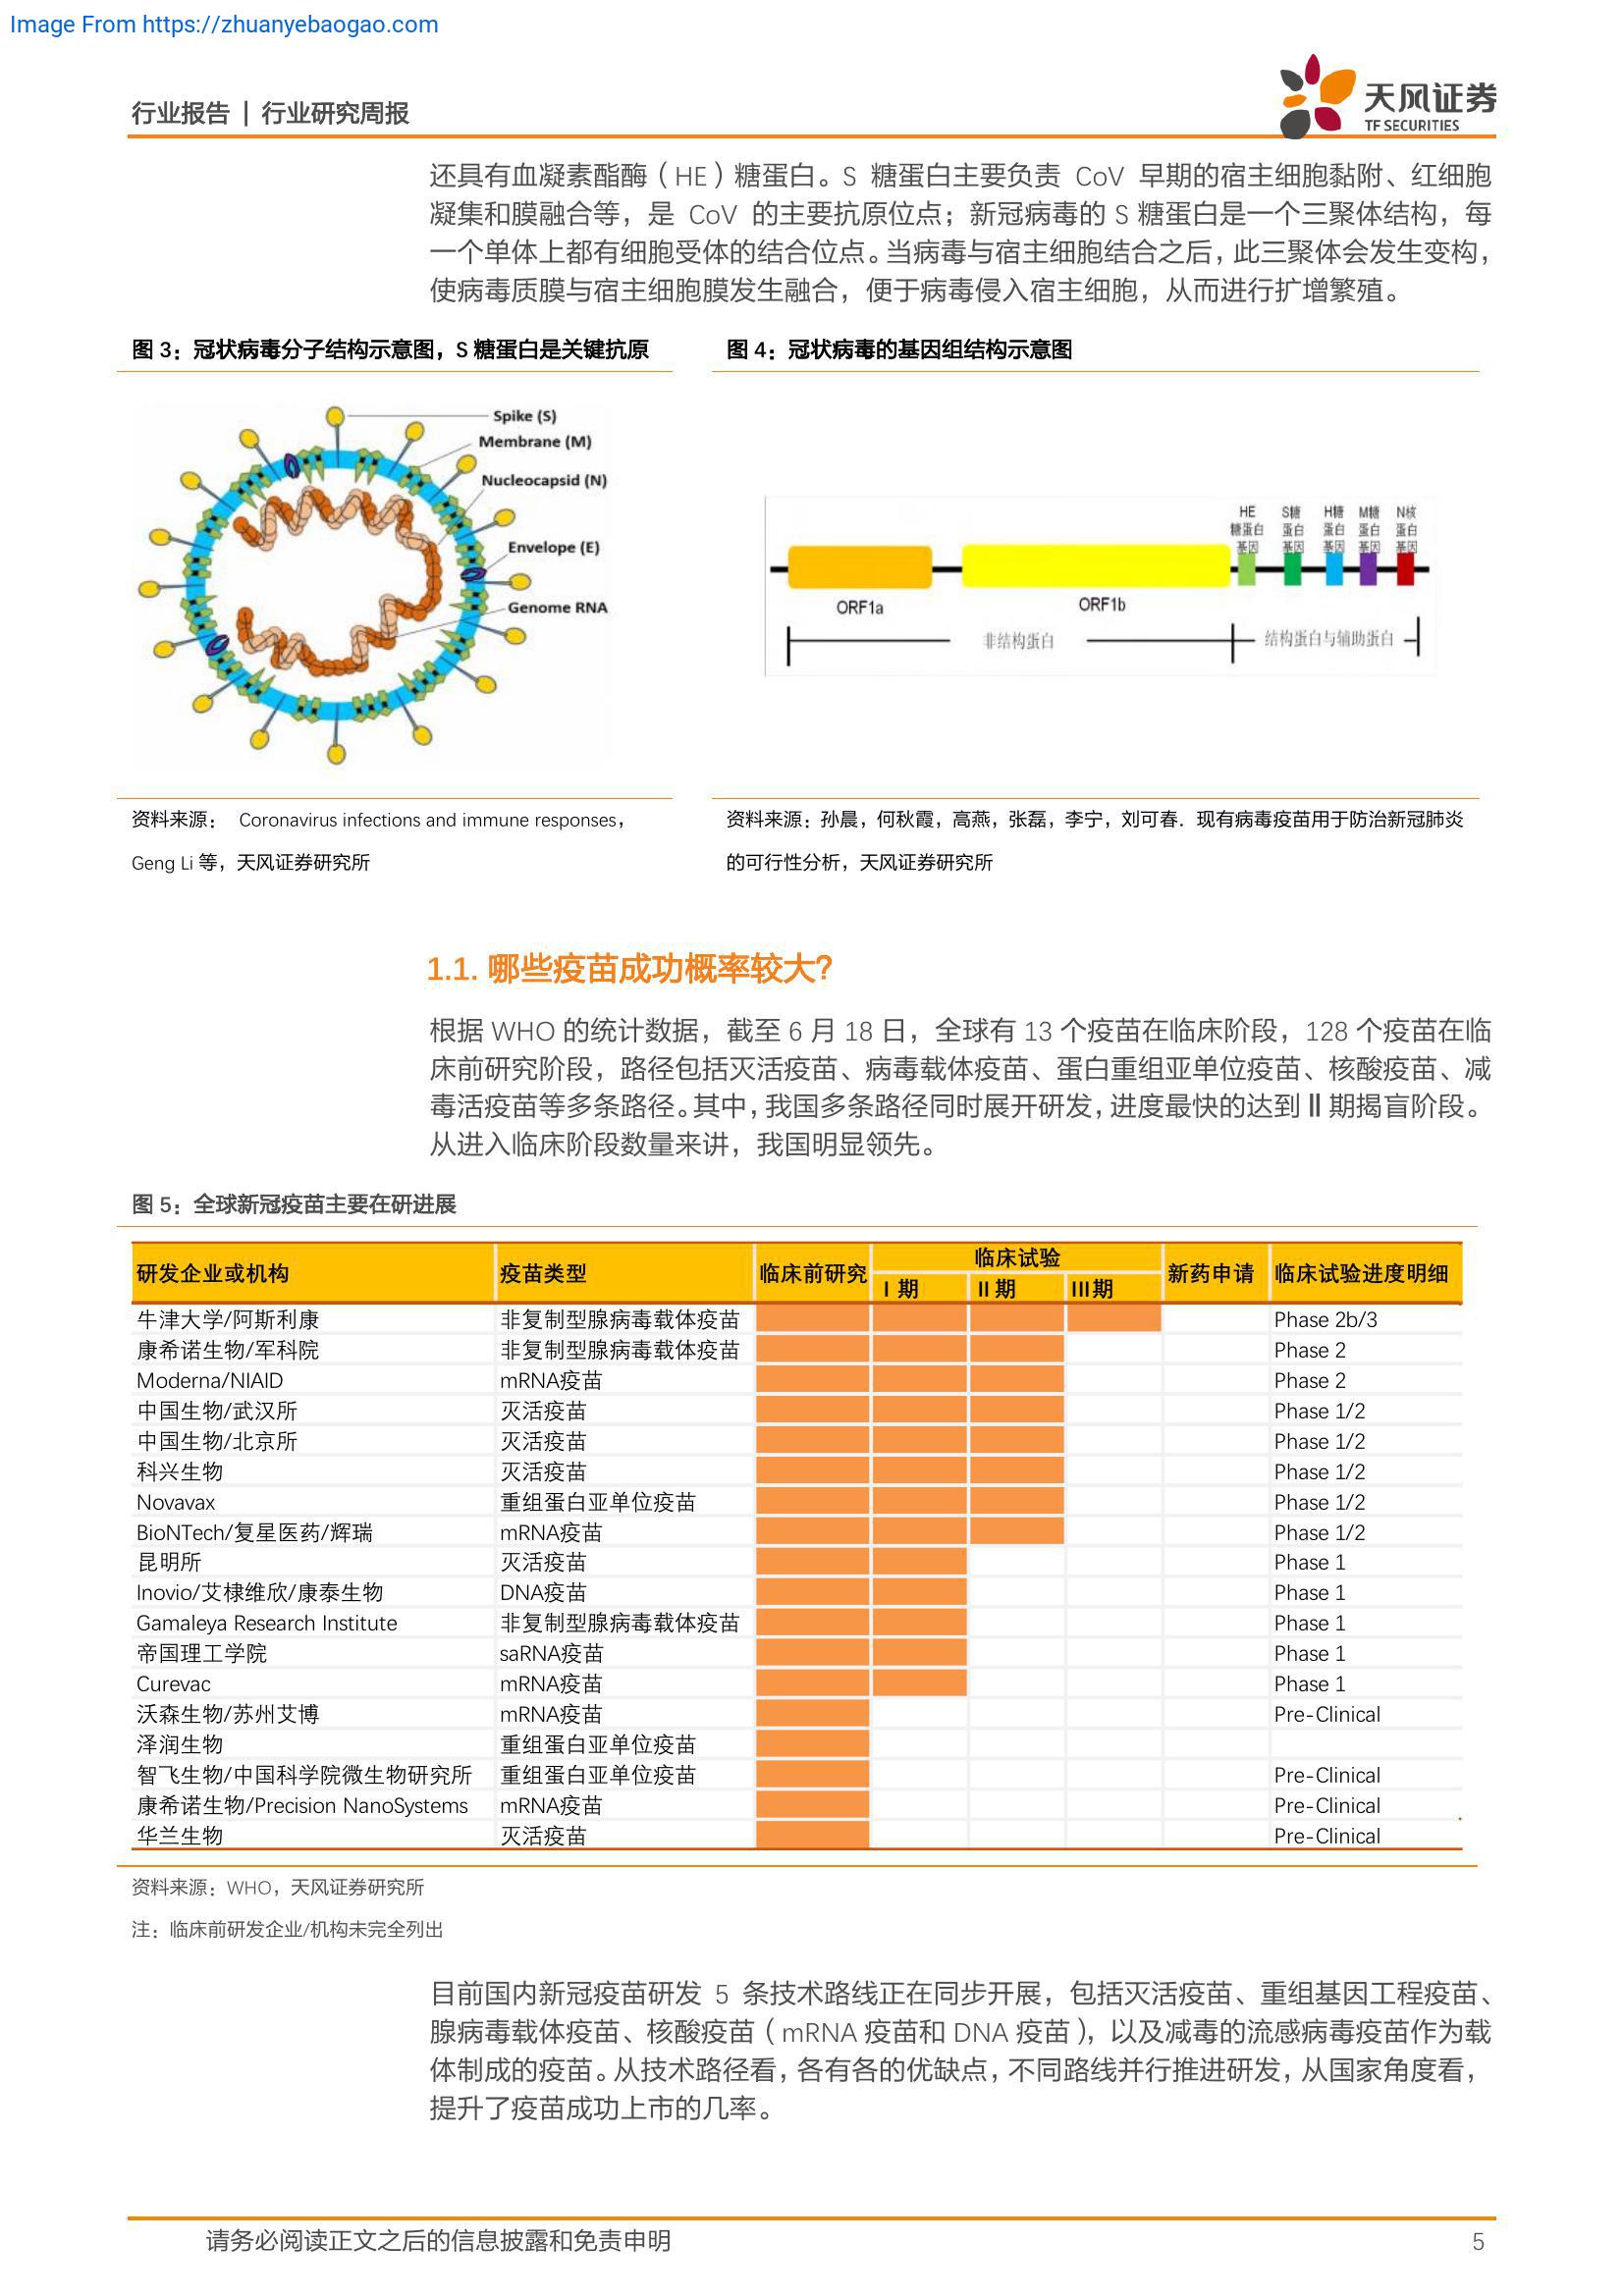 Image From https://zhuanyebaogao.com
行业报告 | 行业研究周报
天风证券
TF SECURITIES
还具有血凝素酯酶（HE）糖蛋白。S 糖蛋白主要负责 CoV 早期的宿主细胞黏附、红细胞
凝集和膜融合等，是 CoV 的主要抗原位点；新冠病毒的 S 糖蛋白是一个三聚体结构，每
一个单体上都有细胞受体的结合位点。当病毒与宿主细胞结合之后，此三聚体会发生变构，
使病毒质膜与宿主细胞膜发生融合，便于病毒侵入宿主细胞，从而进行扩增繁殖。
图 3：冠状病毒分子结构示意图，S 糖蛋白是关键抗原
Spike (S)
Membrane (M)
Nucleocapsid (N)
Envelope (E)
Genome RNA
资料来源： Coronavirus infections and immune responses，
Geng Li 等，天风证券研究所
图 4：冠状病毒的基因组结构示意图
HE 糖蛋白 基因
S糖 蛋白 基因
H糖 蛋白 基因
M糖 蛋白 基因
N核 蛋白 基因
ORF1a
ORF1b
非结构蛋白
结构蛋白与辅助蛋白
资料来源：孙晨，何秋霞，高燕，张磊，李宁，刘可春．现有病毒疫苗用于防治新冠肺炎
的可行性分析，天风证券研究所
1.1. 哪些疫苗成功概率较大？
根据 WHO 的统计数据，截至 6 月 18 日，全球有 13 个疫苗在临床阶段，128 个疫苗在临
床前研究阶段，路径包括灭活疫苗、病毒载体疫苗、蛋白重组亚单位疫苗、核酸疫苗、减
毒活疫苗等多条路径。其中，我国多条路径同时展开研发，进度最快的达到 Ⅱ 期揭盲阶段。
从进入临床阶段数量来讲，我国明显领先。
图 5：全球新冠疫苗主要在研进展
研发企业或机构 疫苗类型 临床前研究 临床试验 新药申请 临床试验进度明细
Ⅰ 期 Ⅱ 期 Ⅲ期
牛津大学/阿斯利康 非复制型腺病毒载体疫苗 Phase 2b/3
康希诺生物/军科院 非复制型腺病毒载体疫苗 Phase 2
Moderna/NIAID mRNA疫苗 Phase 2
中国生物/武汉所 灭活疫苗 Phase 1/2
中国生物/北京所 灭活疫苗 Phase 1/2
科兴生物 灭活疫苗 Phase 1/2
Novavax 重组蛋白亚单位疫苗 Phase 1/2
BioNTech/复星医药/辉瑞 mRNA疫苗 Phase 1/2
昆明所 灭活疫苗 Phase 1
Inovio/艾棣维欣/康泰生物 DNA疫苗 Phase 1
Gamaleya Research Institute 非复制型腺病毒载体疫苗 Phase 1
帝国理工学院 saRNA疫苗 Phase 1
Curevac mRNA疫苗 Phase 1
沃森生物/苏州艾博 mRNA疫苗 Pre-Clinical
泽润生物 重组蛋白亚单位疫苗
智飞生物/中国科学院微生物研究所 重组蛋白亚单位疫苗 Pre-Clinical
康希诺生物/Precision NanoSystems mRNA疫苗 Pre-Clinical
华兰生物 灭活疫苗 Pre-Clinical
资料来源：WHO，天风证券研究所
注：临床前研发企业/机构未完全列出
目前国内新冠疫苗研发 5 条技术路线正在同步开展，包括灭活疫苗、重组基因工程疫苗、
腺病毒载体疫苗、核酸疫苗（mRNA 疫苗和 DNA 疫苗），以及减毒的流感病毒疫苗作为载
体制成的疫苗。从技术路径看，各有各的优缺点，不同路线并行推进研发，从国家角度看，
提升了疫苗成功上市的几率。
请务必阅读正文之后的信息披露和免责申明
5